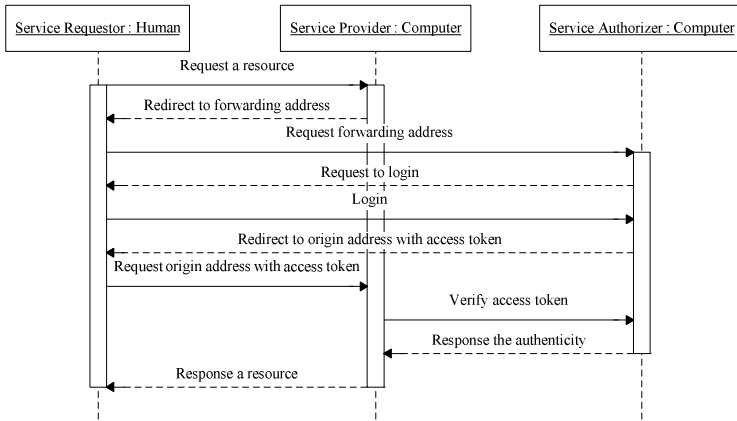 Service Requestor : Human
Service Provider : Computer
Service Authorizer : Computer
Request a resource
Redirect to forwarding address
Request forwarding address
Request to login
Login
Redirect to origin address with access token
Request origin address with access token
Verify access token
Response the authenticity
Response a resource